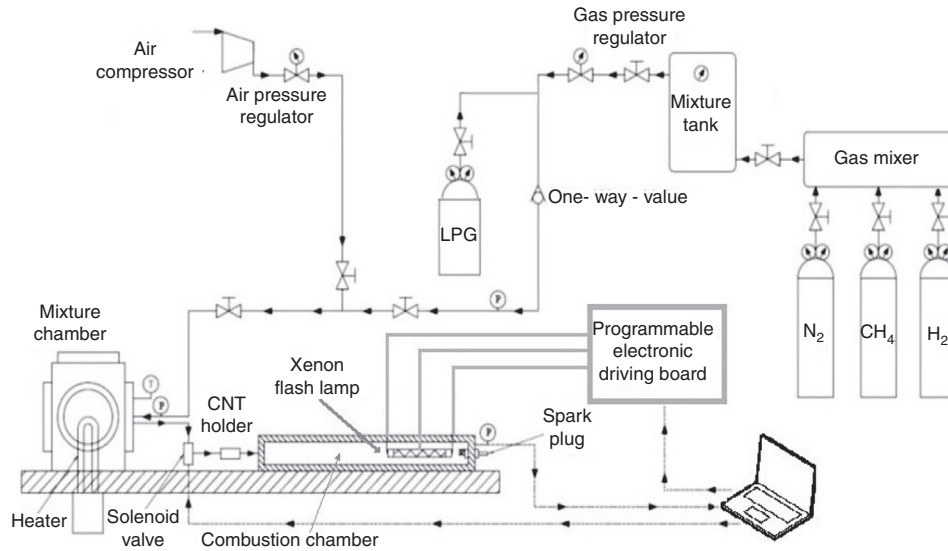 Air
compressor
Air pressure
regulator
Gas pressure
regulator
Mixture
tank
Gas mixer
LPG
One- way - value
N₂
CH₄
H₂
P
Mixture
chamber
T
P
CNT
holder
Xenon
flash lamp
Programmable
electronic
driving board
P
Spark
plug
Heater
Solenoid
valve
Combustion chamber